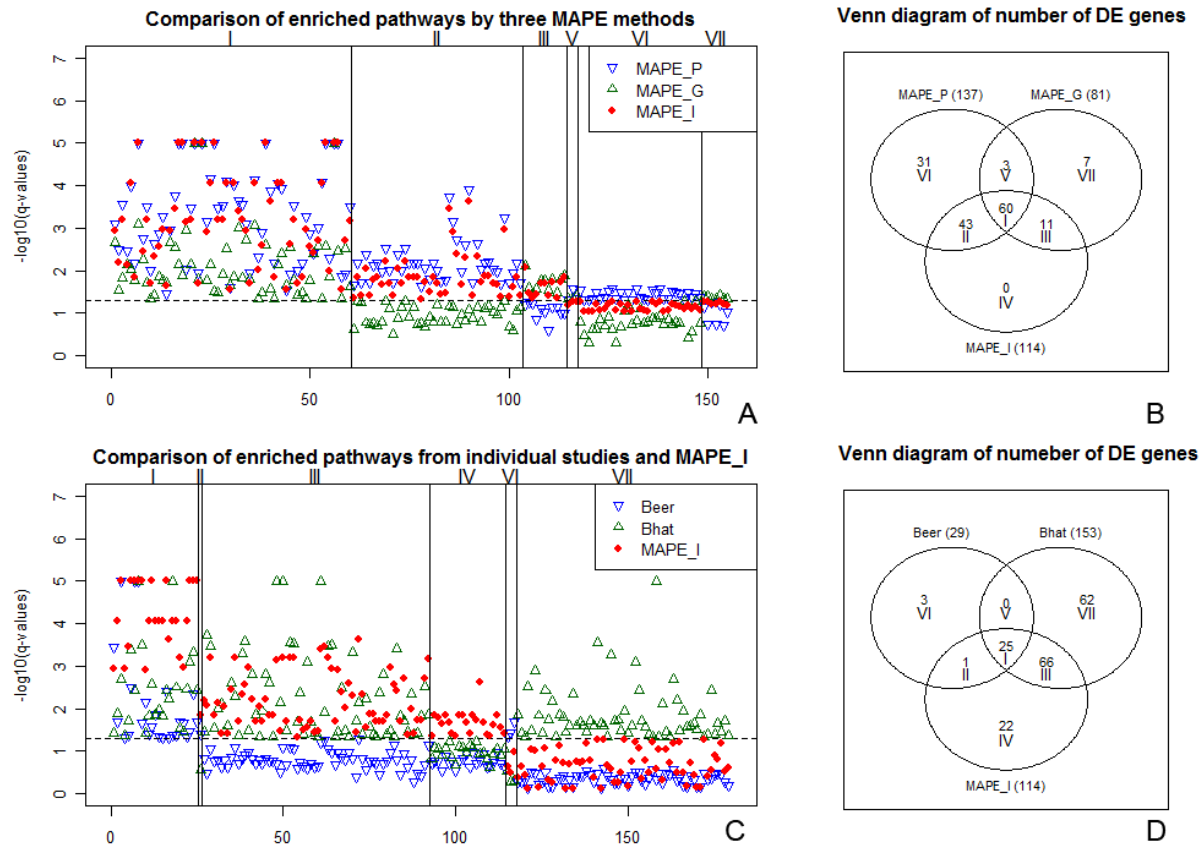 Comparison of enriched pathways by three MAPE methods
I II III V VI VII
-log10(q-values)
7
6
5
4
3
2
1
0
MAPE_P
MAPE_G
MAPE_I
0 50 100 150
A
Venn diagram of number of DE genes
MAPE_P (137) MAPE_G (81)
31
VI
3
V
7
VII
60
I
43
II
11
III
0
IV
MAPE_I (114)
B
Comparison of enriched pathways from individual studies and MAPE_I
I II III IV VI VII
-log10(q-values)
7
6
5
4
3
2
1
0
Beer
Bhat
MAPE_I
0 50 100 150
C
Venn diagram of numeber of DE genes
Beer (29) Bhat (153)
3
VI
0
V
62
VII
25
I
1
II
66
III
22
IV
MAPE_I (114)
D